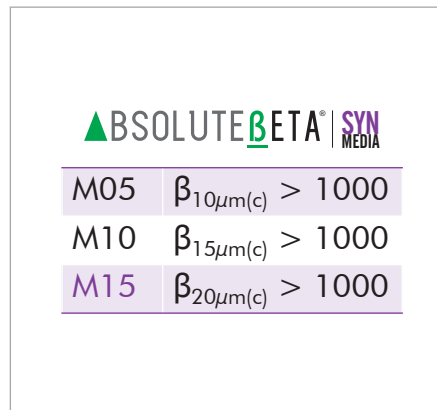 ABSOLUTEβETA® | SYN MEDIA
M05 β10µm(c) > 1000
M10 β15µm(c) > 1000
M15 β20µm(c) > 1000